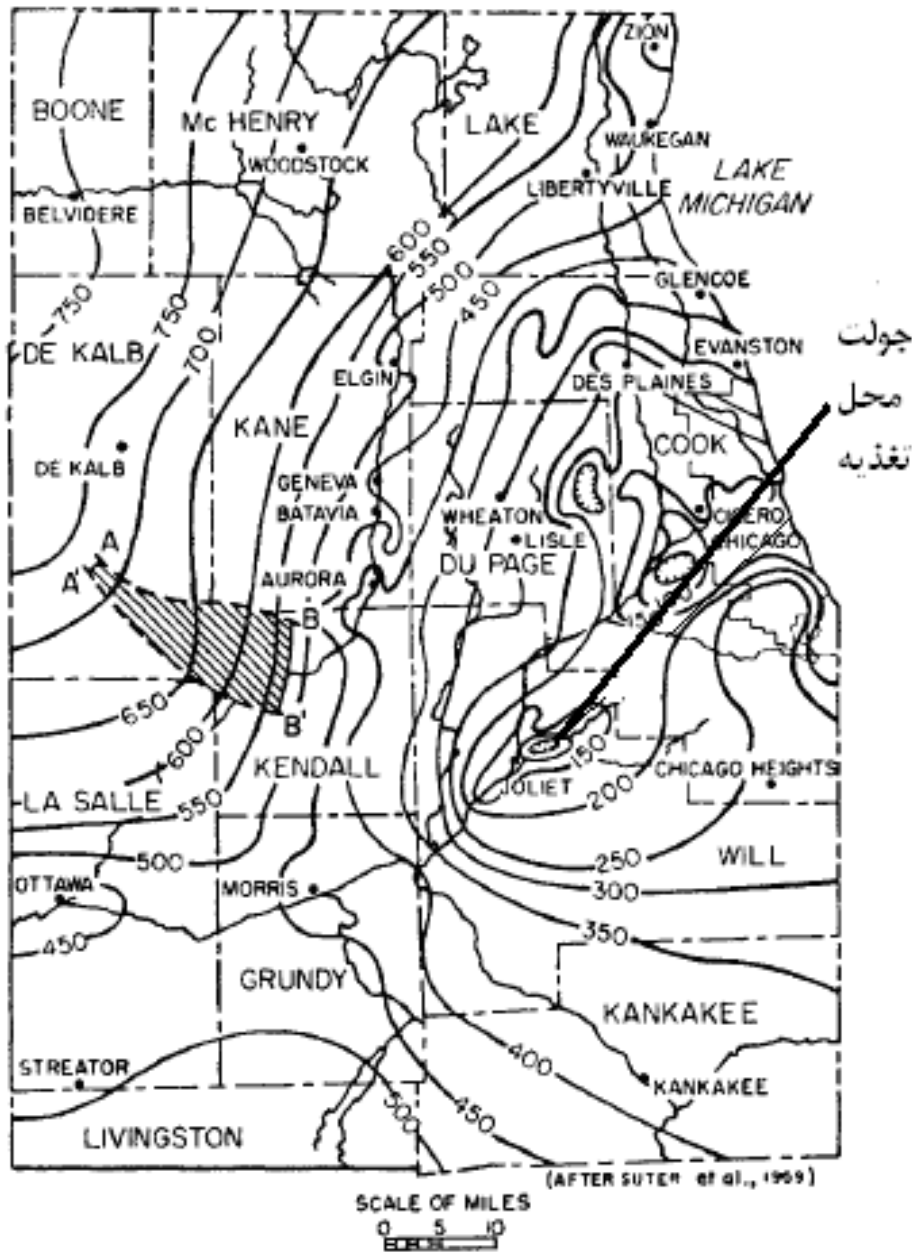 ZION
BOONE
Mc HENRY
LAKE
WAUKEGAN
WOODSTOCK
LIBERTYVILLE
LAKE
MICHIGAN
BELVIDERE
600
550
500
450
GLENCOE
750
750
700
DE KALB
جولت
محل
تغذیه
EVANSTON
ELGIN
DES PLAINES
KANE
COOK
DE KALB
GENEVA
BATAVIA
WHEATON
LISLE
CICERO
CHICAGO
DU PAGE
AURORA
A
A'
B
B'
650
600
550
500
KENDALL
LA SALLE
JOLIET
150
200
CHICAGO HEIGHTS
250
300
350
WILL
OTTAWA
MORRIS
450
GRUNDY
KANKAKEE
400
STREATOR
KANKAKEE
500
450
LIVINGSTON
(AFTER SUTER et al., 1959)
SCALE OF MILES
0 5 10